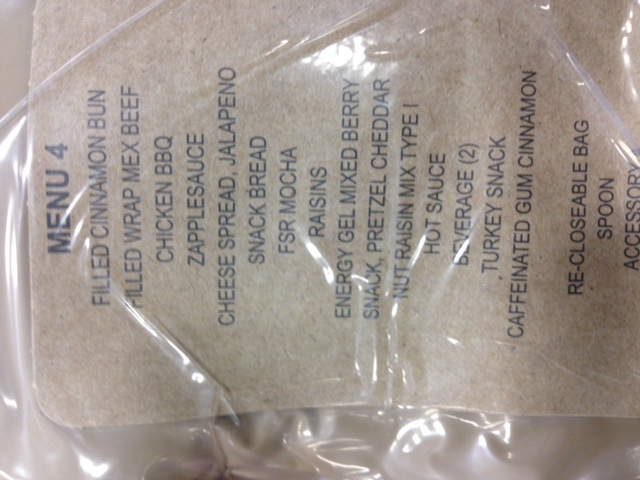 MENU 4
FILLED CINNAMON BUN
FILLED WRAP MEX BEEF
CHICKEN BBQ
ZAPPLESAUCE
CHEESE SPREAD, JALAPENO
SNACK BREAD
FSR MOCHA
RAISINS
ENERGY GEL MIXED BERRY
SNACK, PRETZEL CHEDDAR
NUT RAISIN MIX TYPE I
HOT SAUCE
BEVERAGE (2)
TURKEY SNACK
CAFFEINATED GUM CINNAMON
RE-CLOSEABLE BAG
SPOON
ACCESSORY